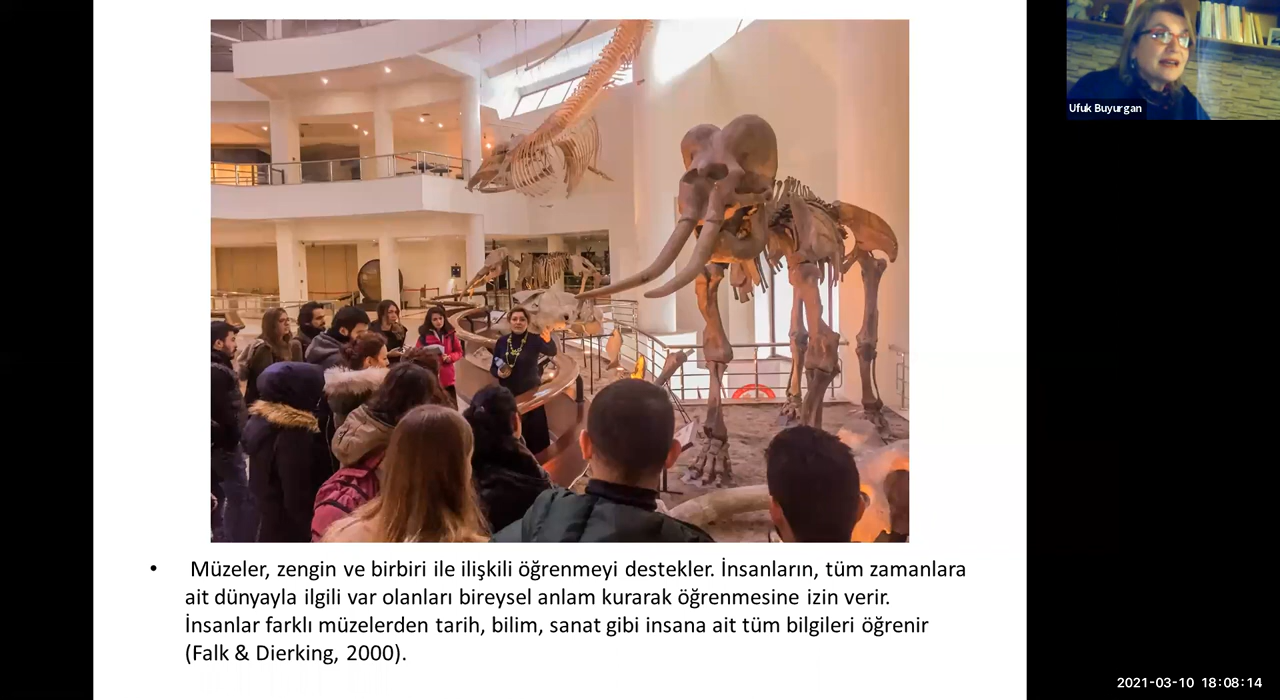 Ufuk Buyurgan
• Müzeler, zengin ve birbiri ile ilişkili öğrenmeyi destekler. İnsanların, tüm zamanlara
ait dünyayla ilgili var olanları bireysel anlam kurarak öğrenmesine izin verir.
İnsanlar farklı müzelerden tarih, bilim, sanat gibi insana ait tüm bilgileri öğrenir
(Falk & Dierking, 2000).
2021-03-10 18:08:14